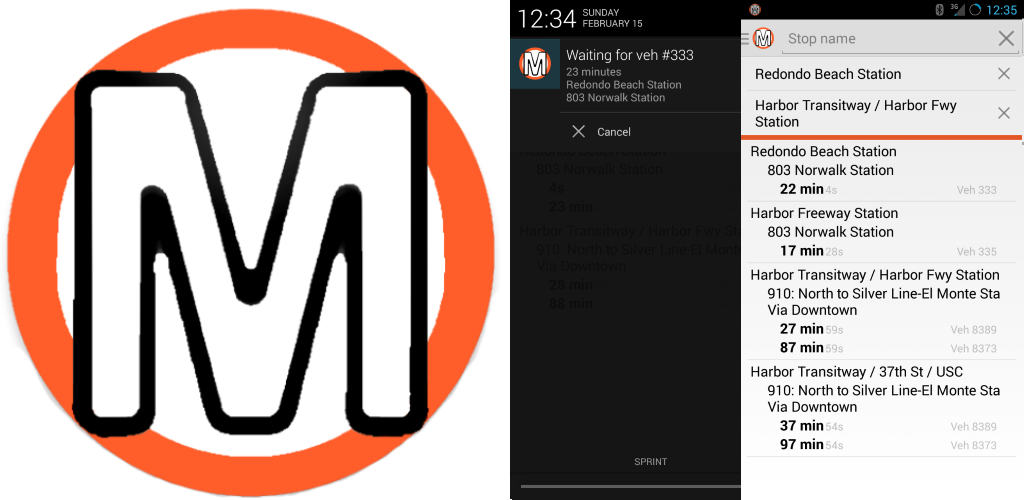 M
12:34 SUNDAY
FEBRUARY 15
M
Waiting for veh #333
23 minutes
Redondo Beach Station
803 Norwalk Station
Cancel
Redondo Beach Station
803 Norwalk Station
4s
23 min
Harbor Transitway / Harbor Fwy Sta
910: North to Silver Line-El Monte
Via Downtown
28 min
88 min
SPRINT
3G 12:35
M Stop name
Redondo Beach Station
Harbor Transitway / Harbor Fwy
Station
Redondo Beach Station
803 Norwalk Station
22 min 4s Veh 333
Harbor Freeway Station
803 Norwalk Station
17 min 28s Veh 335
Harbor Transitway / Harbor Fwy Station
910: North to Silver Line-El Monte Sta
Via Downtown
27 min 59s Veh 8389
87 min 59s Veh 8373
Harbor Transitway / 37th St / USC
910: North to Silver Line-El Monte Sta
Via Downtown
37 min 54s Veh 8389
97 min 54s Veh 8373